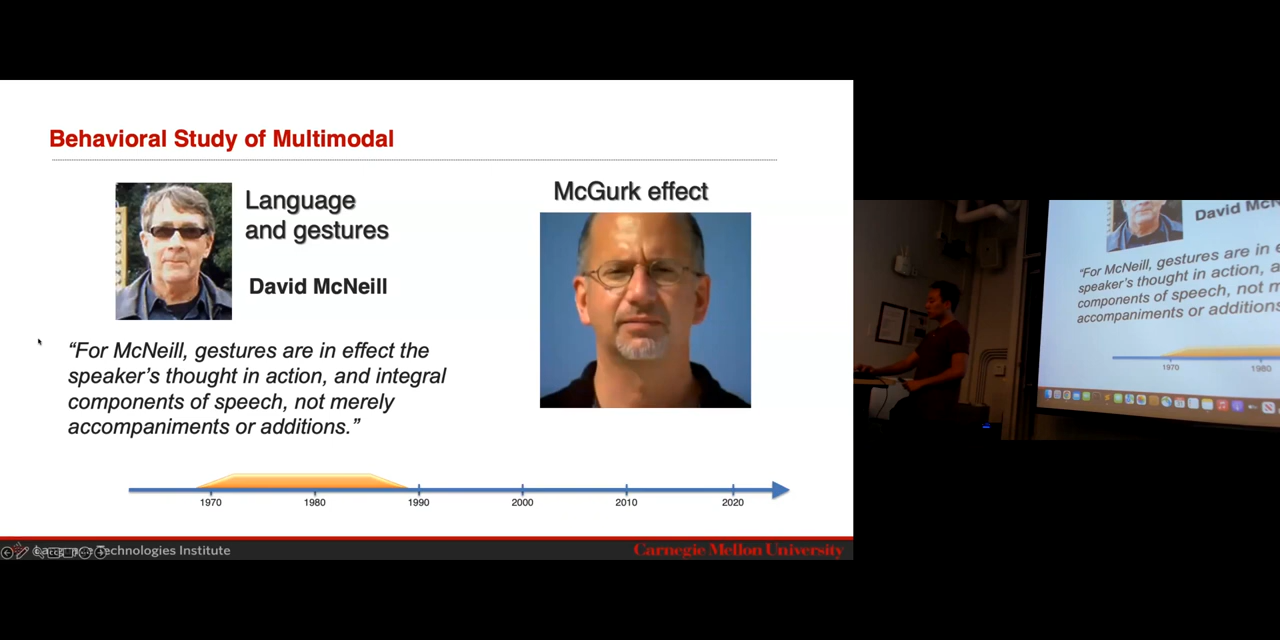 Behavioral Study of Multimodal
Language
and gestures
David McNeill
McGurk effect
“For McNeill, gestures are in effect the
speaker’s thought in action, and integral
components of speech, not merely
accompaniments or additions.”
1970
1980
1990
2000
2010
2020
Technologies Institute
Carnegie Mellon University
David McN
“For McNeill, gestures are in e
speaker’s thought in action, a
components of speech, not m
accompaniments or additions
1970
1980